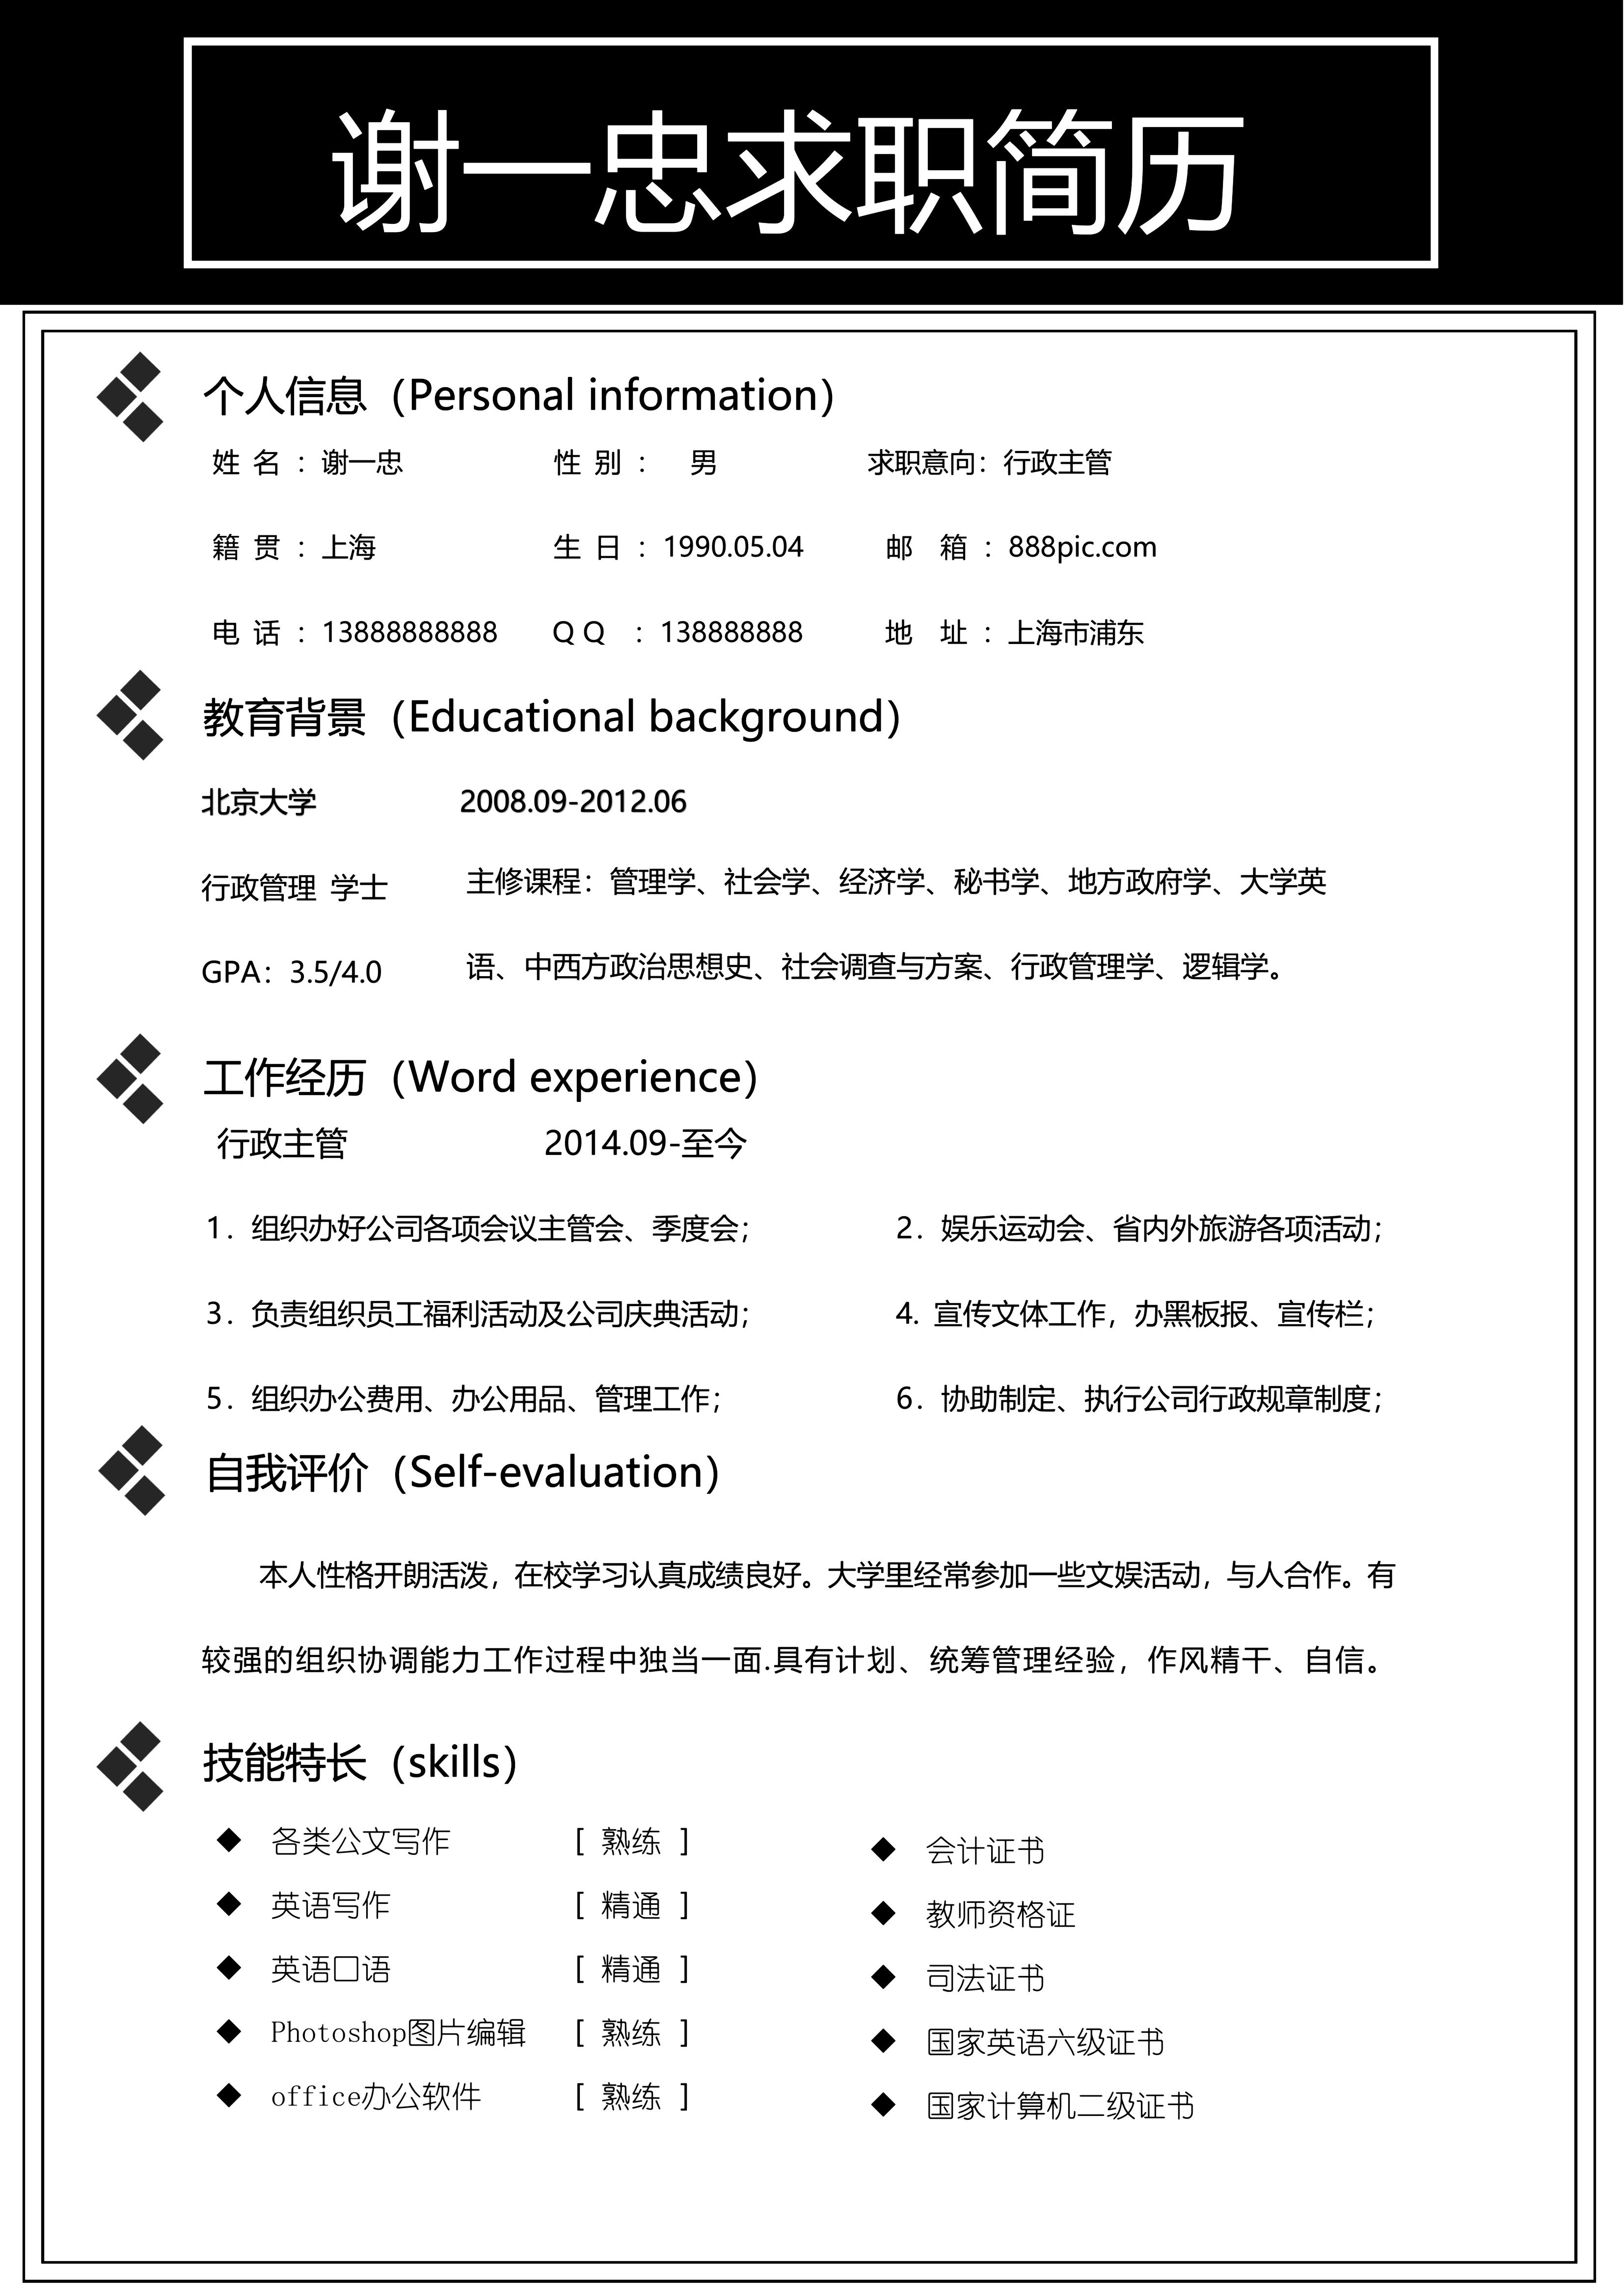 谢一忠求职简历
个人信息（Personal information）
姓 名 ：谢一忠 性 别 ： 男 求职意向：行政主管
籍 贯 ：上海 生 日 ：1990.05.04 邮 箱 ：888pic.com
电 话 ：13888888888 Q Q ：138888888 地 址 ：上海市浦东
教育背景（Educational background）
北京大学 2008.09-2012.06
行政管理 学士 主修课程：管理学、社会学、经济学、秘书学、地方政府学、大学英
GPA：3.5/4.0 语、中西方政治思想史、社会调查与方案、行政管理学、逻辑学。
工作经历（Word experience）
行政主管 2014.09-至今
1．组织办好公司各项会议主管会、季度会； 2．娱乐运动会、省内外旅游各项活动；
3．负责组织员工福利活动及公司庆典活动； 4. 宣传文体工作，办黑板报、宣传栏；
5．组织办公费用、办公用品、管理工作； 6．协助制定、执行公司行政规章制度；
自我评价（Self-evaluation）
本人性格开朗活泼，在校学习认真成绩良好。大学里经常参加一些文娱活动，与人合作。有
较强的组织协调能力工作过程中独当一面.具有计划、统筹管理经验，作风精干、自信。
技能特长（skills）
◆ 各类公文写作 [ 熟练 ] ◆ 会计证书
◆ 英语写作 [ 精通 ] ◆ 教师资格证
◆ 英语口语 [ 精通 ] ◆ 司法证书
◆ Photoshop图片编辑 [ 熟练 ] ◆ 国家英语六级证书
◆ office办公软件 [ 熟练 ] ◆ 国家计算机二级证书